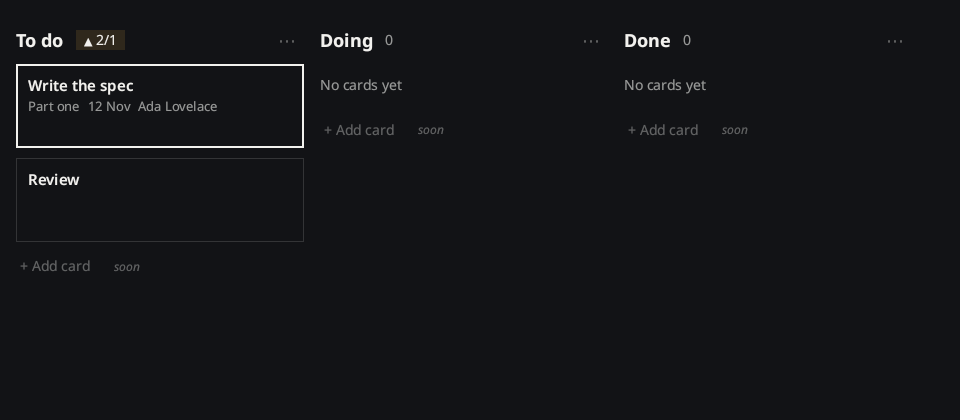 To do ▲ 2/1 ⋯
Write the spec
Part one 12 Nov Ada Lovelace
Review
+ Add card soon
Doing 0 ⋯
No cards yet
+ Add card soon
Done 0 ⋯
No cards yet
+ Add card soon